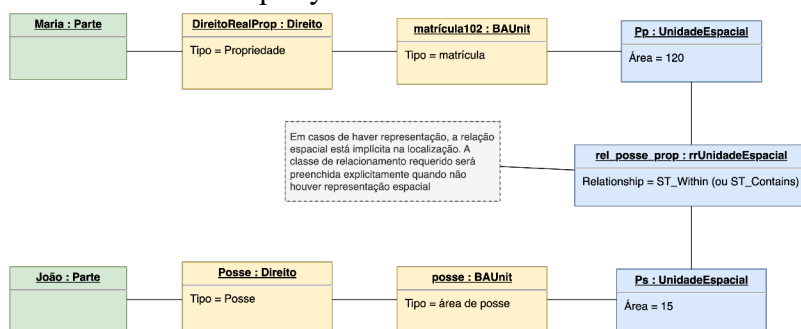 Maria : Parte
DireitoRealProp : Direito
Tipo = Propriedade
matrícula102 : BAUnit
Tipo = matrícula
Pp : UnidadeEspacial
Área = 120
Em casos de haver representação, a relação
espacial está implícita na localização. A
classe de relacionamento requerido será
preenchida explicitamente quando não
houver representação espacial
rel_posse_prop : rrUnidadeEspacial
Relationship = ST_Within (ou ST_Contains)
João : Parte
Posse : Direito
Tipo = Posse
posse : BAUnit
Tipo = área de posse
Ps : UnidadeEspacial
Área = 15